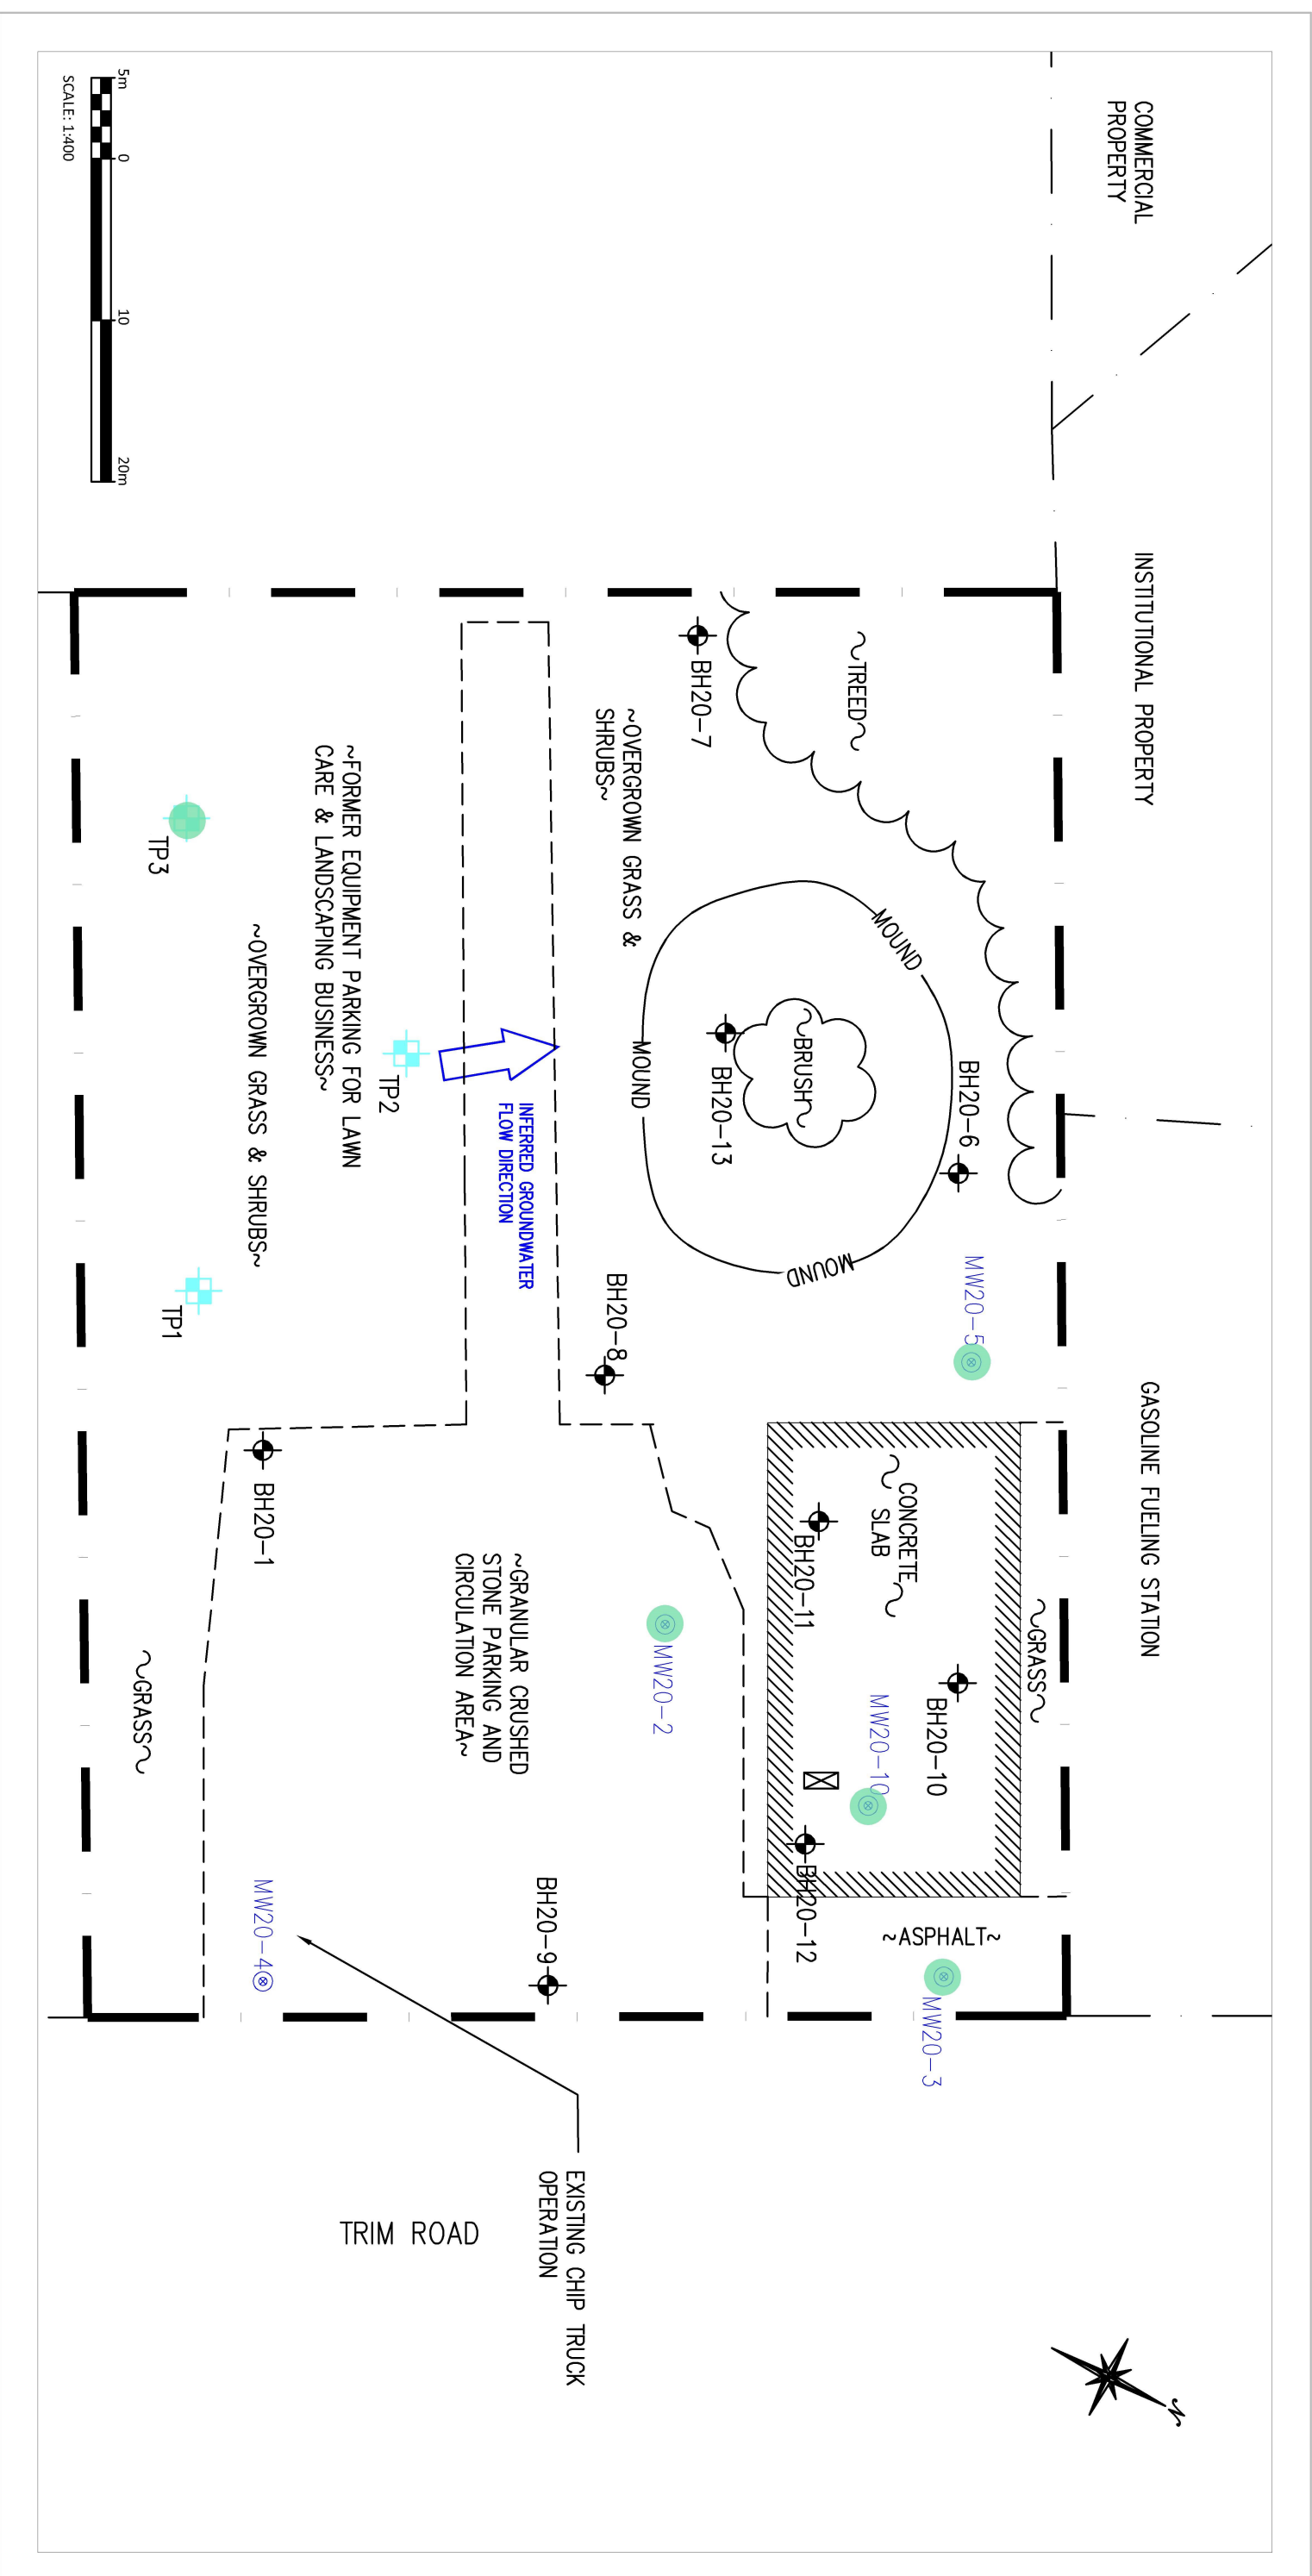 COMMERCIAL
PROPERTY
INSTITUTIONAL PROPERTY
GASOLINE FUELING STATION
~TREED~
BH20-7
~OVERGROWN GRASS &
SHRUBS~
MOUND
MOUND
MOUND
~BRUSH~
BH20-13
BH20-6
MW20-5
BH20-8
~GRASS~
CONCRETE
SLAB
BH20-11
BH20-10
MW20-10
BH20-12
~ASPHALT~
MW20-3
MW20-2
~GRANULAR CRUSHED
STONE PARKING AND
CIRCULATION AREA~
BH20-9
INFERRED GROUNDWATER
FLOW DIRECTION
TP2
~FORMER EQUIPMENT PARKING FOR LAWN
CARE & LANDSCAPING BUSINESS~
~OVERGROWN GRASS & SHRUBS~
TP3
TP1
BH20-1
~GRASS~
MW20-4
EXISTING CHIP TRUCK
OPERATION
TRIM ROAD
N
5m 0 10 20m
SCALE: 1:400